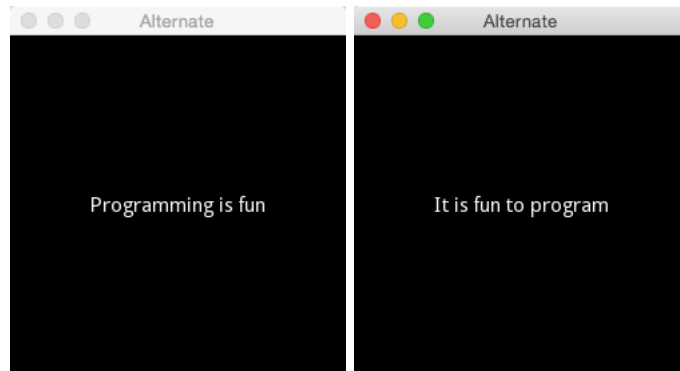 Alternate
Programming is fun
Alternate
It is fun to program